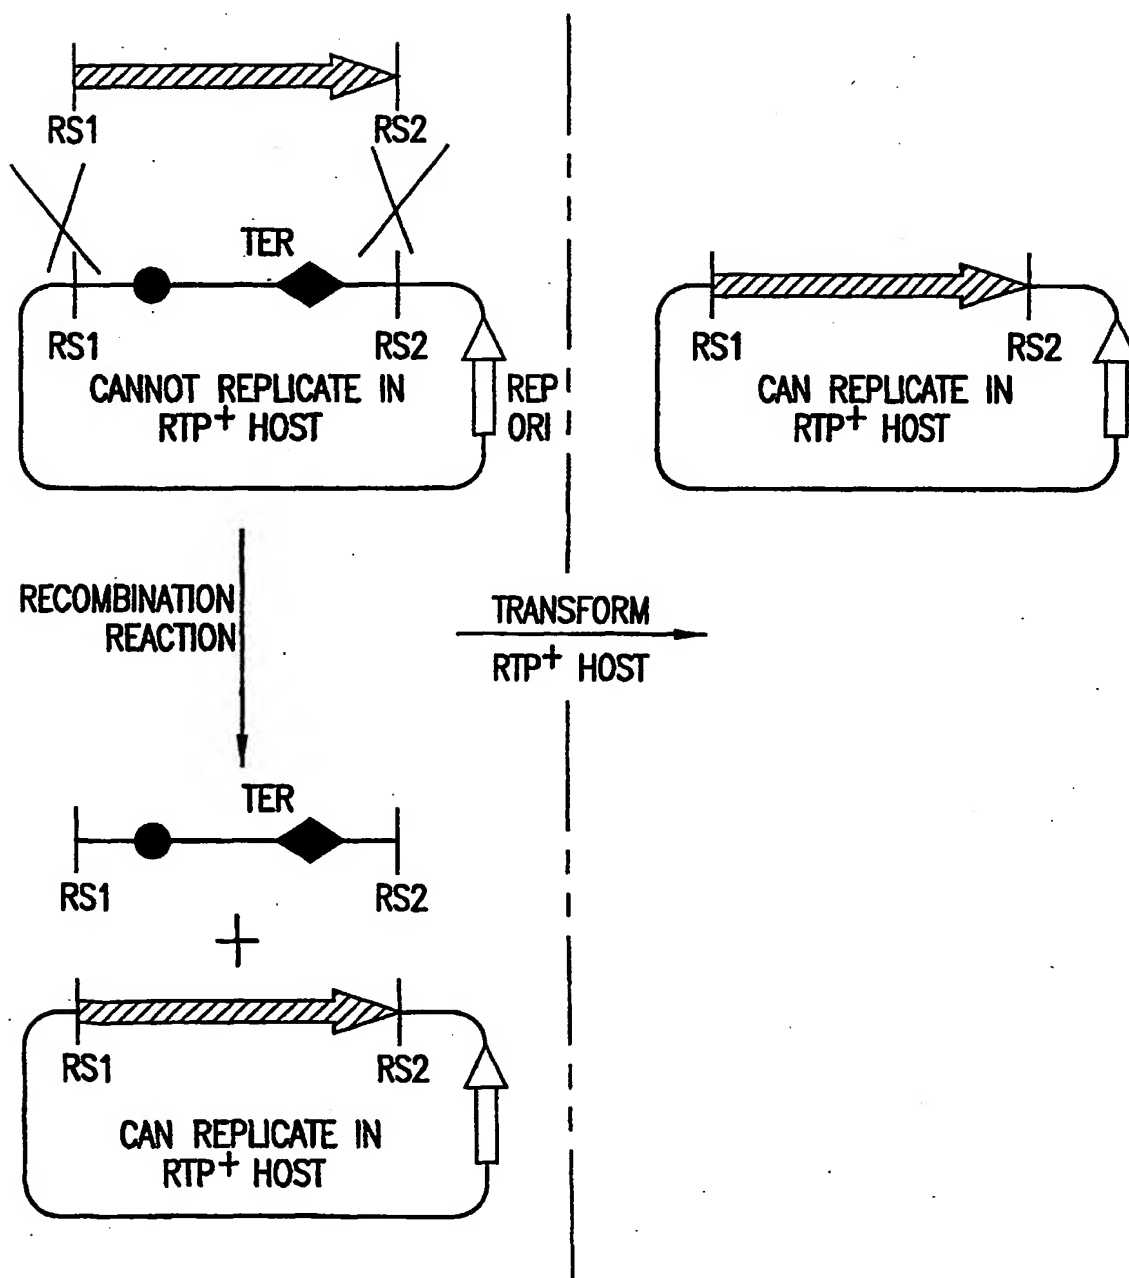 RS1 RS2
TER
RS1 RS2
CANNOT REPLICATE IN
RTP+ HOST
REP
ORI
RS1 RS2
CAN REPLICATE IN
RTP+ HOST
RECOMBINATION
REACTION
TRANSFORM
RTP+ HOST
TER
RS1 RS2
+
RS1 RS2
CAN REPLICATE IN
RTP+ HOST